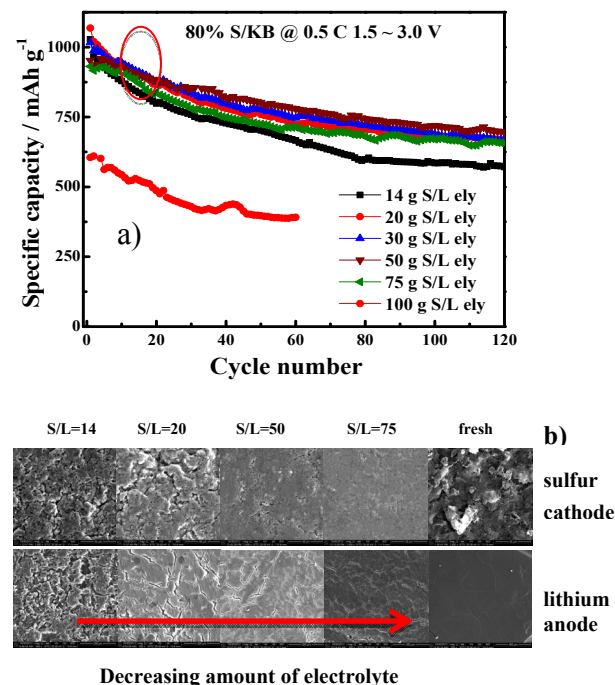 80% S/KB @ 0.5 C 1.5 ~ 3.0 V
1000
750
500
250
0
Specific capacity / mAh g-1
a)
14 g S/L ely
20 g S/L ely
30 g S/L ely
50 g S/L ely
75 g S/L ely
100 g S/L ely
0 20 40 60 80 100 120
Cycle number
S/L=14 S/L=20 S/L=50 S/L=75 fresh b)
sulfur
cathode
lithium
anode
Decreasing amount of electrolyte